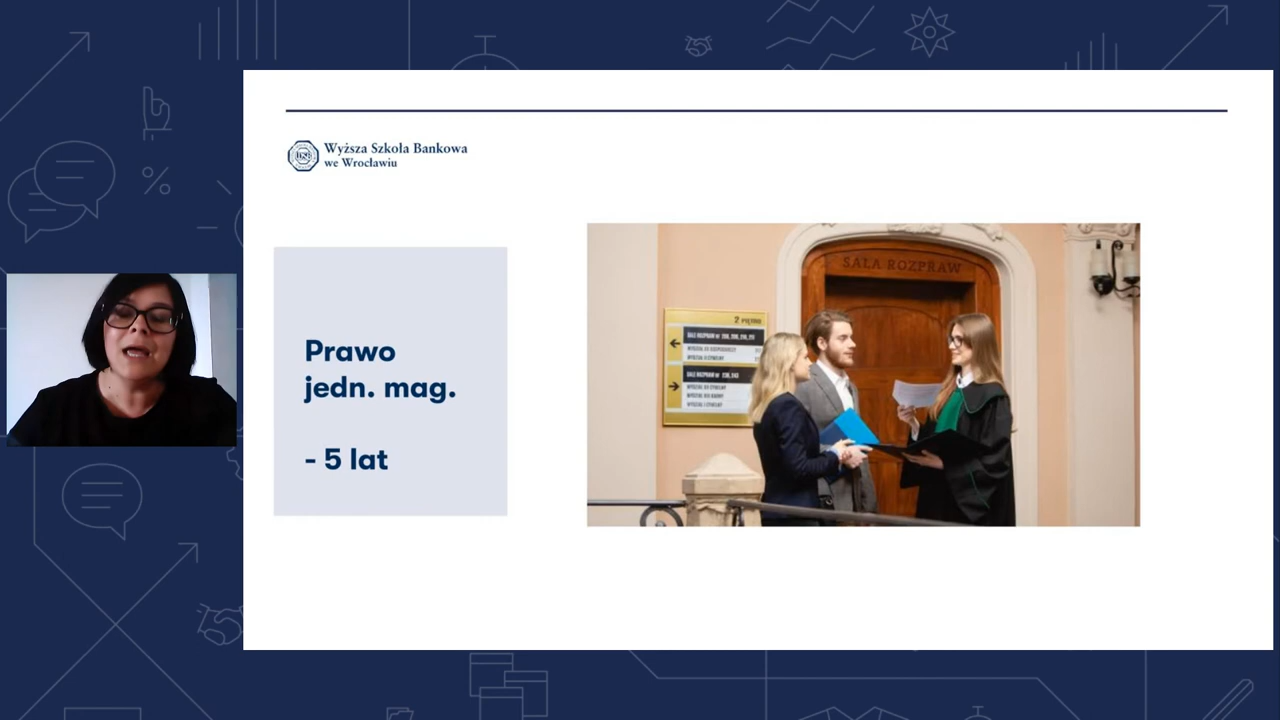 Wyższa Szkoła Bankowa
we Wrocławiu
Prawo
jedn. mag.
- 5 lat
SALA ROZPRAW
2 PIĘTRO